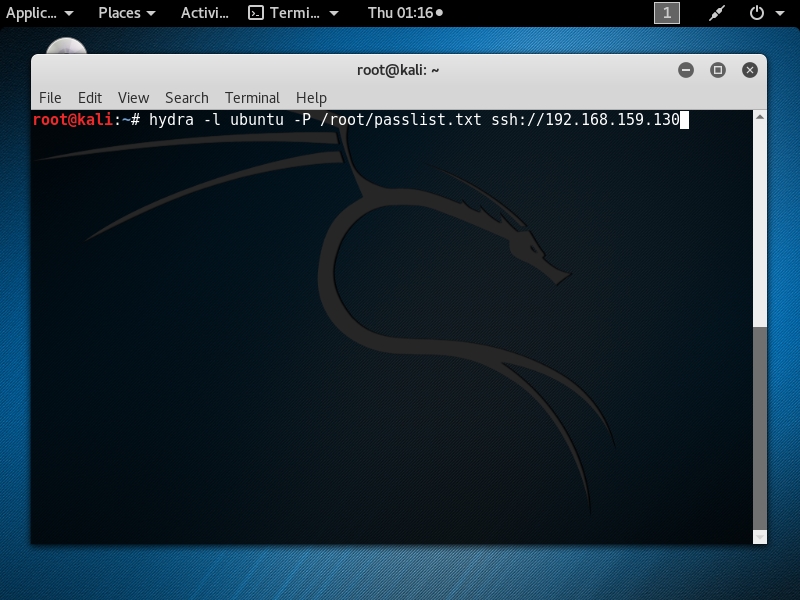 Applic... Places Activi... Termi... Thu 01:16● 1
root@kali: ~
File Edit View Search Terminal Help
root@kali:~# hydra -l ubuntu -P /root/passlist.txt ssh://192.168.159.130